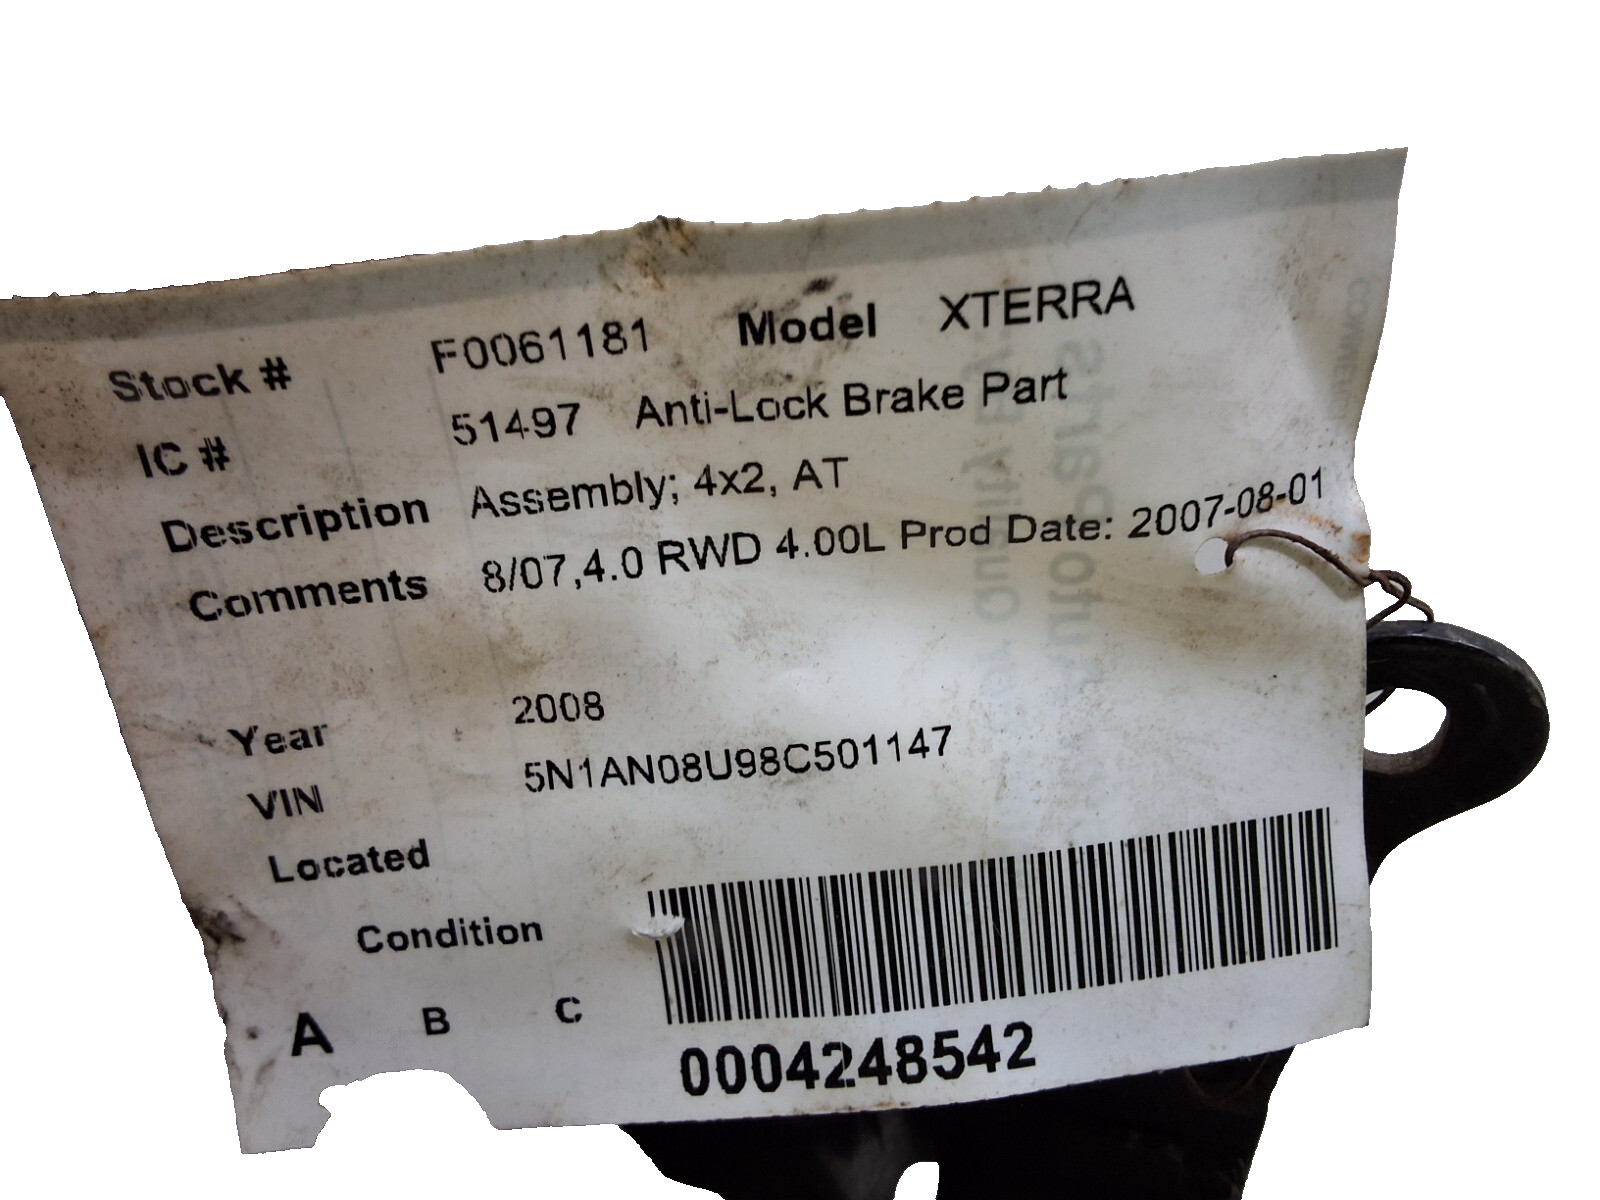 Stock # F0061181 Model XTERRA
IC # 51497 Anti-Lock Brake Part
Description Assembly; 4x2, AT
Comments 8/07,4.0 RWD 4.00L Prod Date: 2007-08-01
Year 2008
VIN 5N1AN08U98C501147
Located
Condition
A B C
0004248542